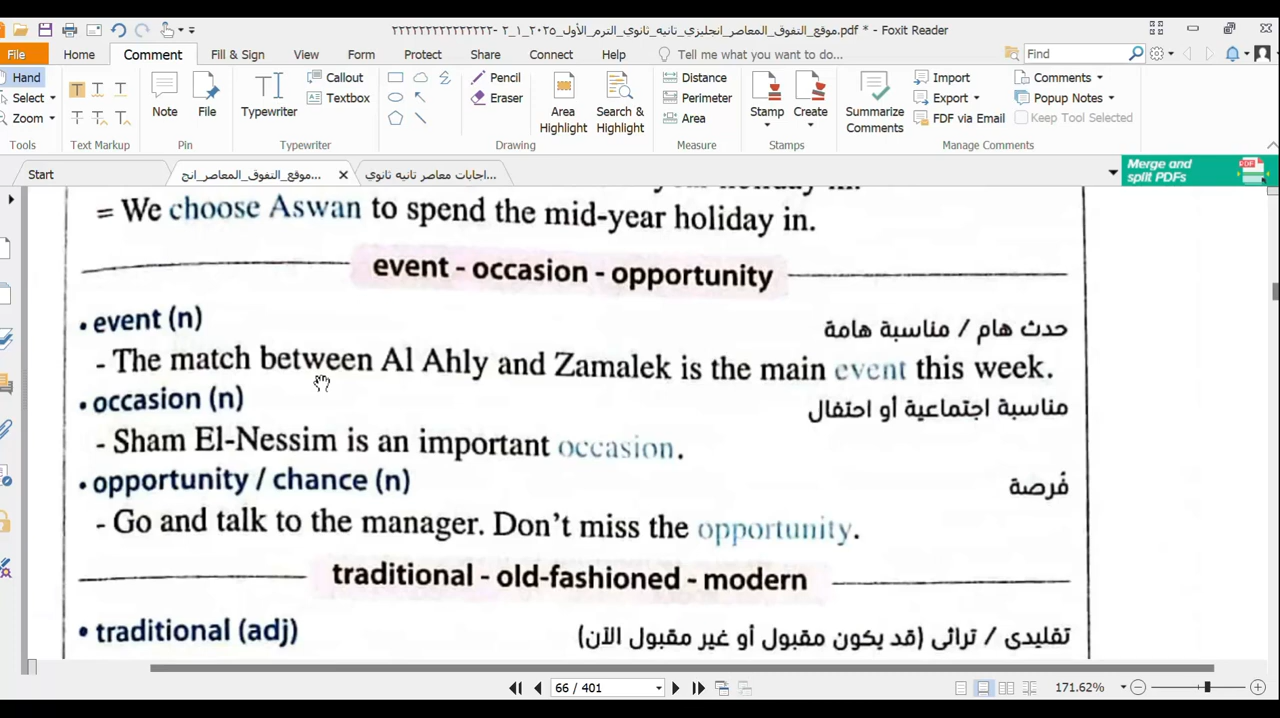 موقع_التفوق_المعاصر_انجليزي_ثانيه_ثانوي_الترم_الأول_٢٠٢٥_١_٢ -٢٢٢٢٢٢٢٢٢٢٢٢٢٢٢.pdf * - Foxit Reader
File Home Comment Fill & Sign View Form Protect Share Connect Help Tell me what you want to do... Find
Hand
Select
Zoom
Tools
Text Markup
Note
File
Pin
Typewriter
Callout
Textbox
Typewriter
Pencil
Eraser
Area Highlight
Search & Highlight
Drawing
Distance
Perimeter
Area
Measure
Stamp
Create
Stamps
Summarize Comments
Import
Export
FDF via Email
Comments
Popup Notes
Keep Tool Selected
Manage Comments
Start
موقع_التفوق_المعاصر_انج...
اجابات معاصر تانيه ثانوي...
Merge and split PDFs
PDF
= We choose Aswan to spend the mid-year holiday in.
event - occasion - opportunity
• event (n) حدث هام / مناسبة هامة
- The match between Al Ahly and Zamalek is the main event this week.
• occasion (n) مناسبة اجتماعية أو احتفال
- Sham El-Nessim is an important occasion.
• opportunity / chance (n) فُرصة
- Go and talk to the manager. Don't miss the opportunity.
traditional - old-fashioned - modern
• traditional (adj) تقليدى / تراثى (قد يكون مقبول أو غير مقبول الآن)
66 / 401
171.62%